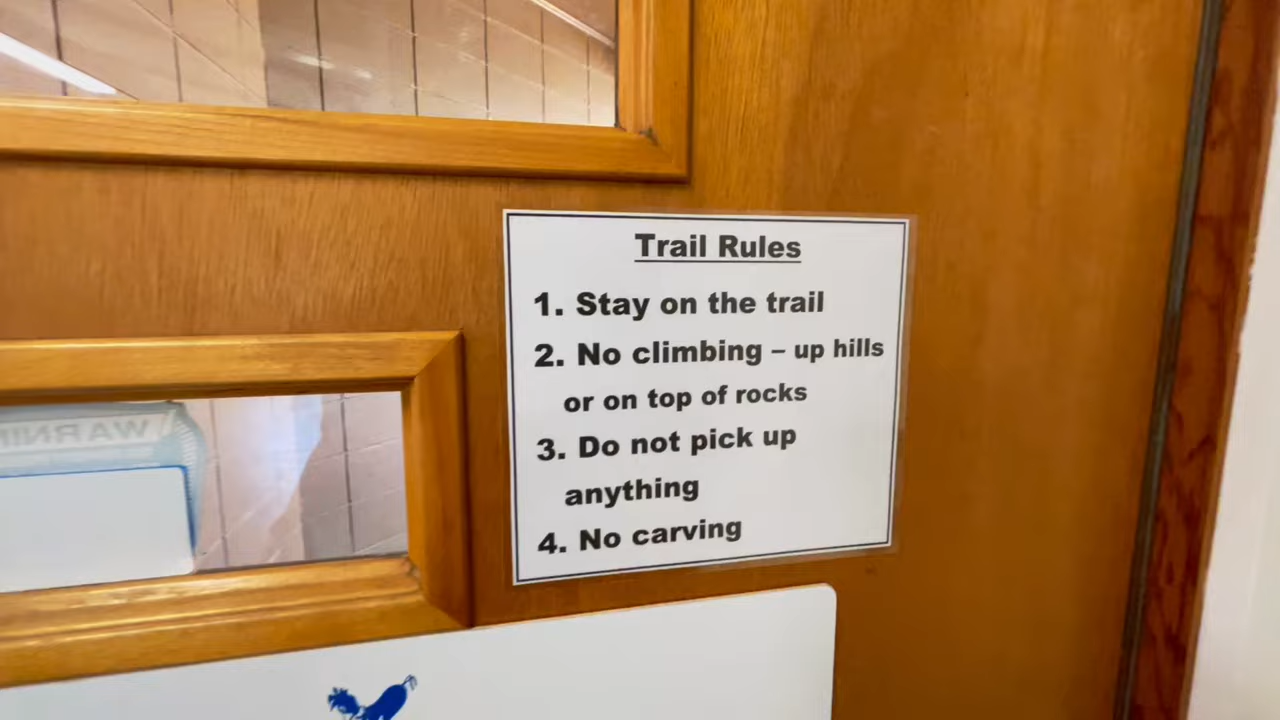 Trail Rules
1. Stay on the trail
2. No climbing – up hills
or on top of rocks
3. Do not pick up
anything
4. No carving
WARNIN